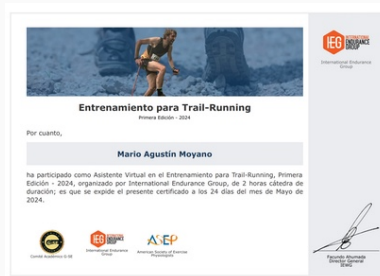 IEG INTERNATIONAL ENDURANCE GROUP
International Endurance
Group
Entrenamiento para Trail-Running
Primera Edición - 2024
Por cuanto,
Mario Agustín Moyano
ha participado como Asistente Virtual en el Entrenamiento para Trail-Running, Primera
Edición - 2024, organizado por International Endurance Group, de 2 horas cátedra de
duración; es que se expide el presente certificado a los 24 días del mes de Mayo de
2024.
Comité Académico G-SE
IEG INTERNATIONAL ENDURANCE GROUP
International Endurance
Group
ASEP
American Society of Exercise
Physiologists
Facundo Ahumada
Director General